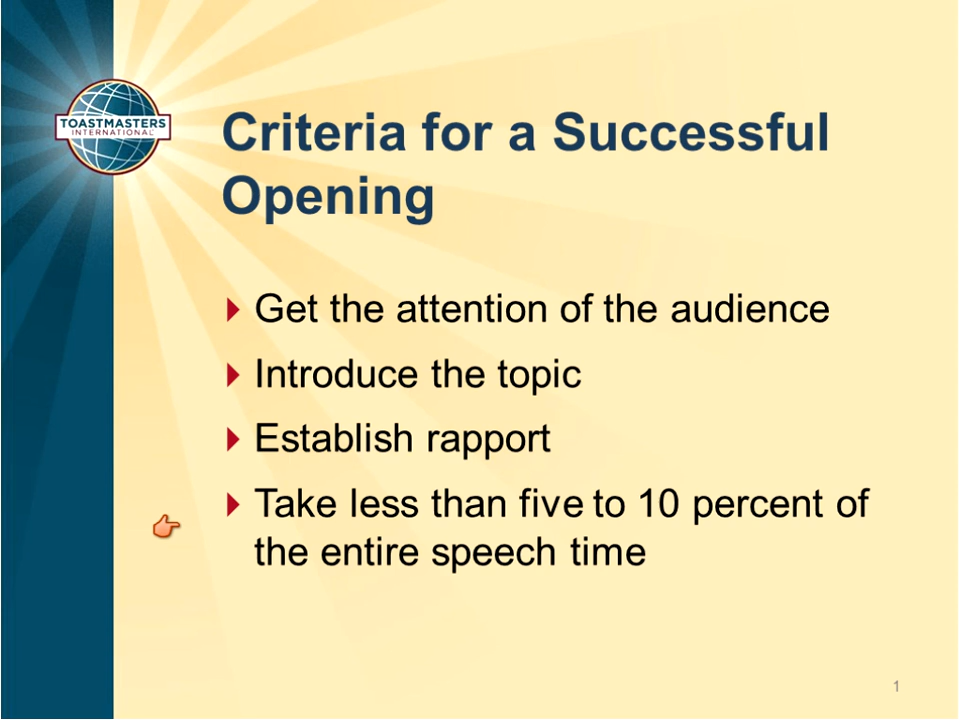 TOASTMASTERS
INTERNATIONAL
Criteria for a Successful
Opening
Get the attention of the audience
Introduce the topic
Establish rapport
Take less than five to 10 percent of
the entire speech time
1